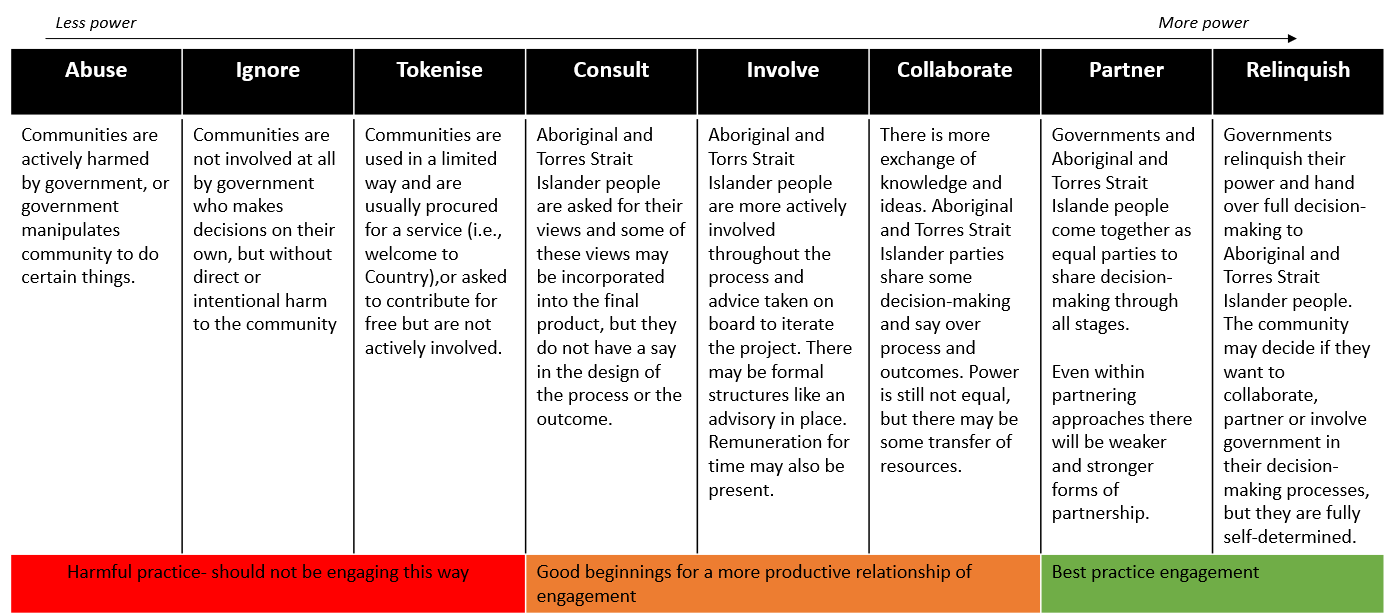 Less power
More power
Abuse
Ignore
Tokenise
Consult
Involve
Collaborate
Partner
Relinquish
Communities are
actively harmed
by government, or
government
manipulates
community to do
certain things.
Communities are
not involved at all
by government
who makes
decisions on their
own, but without
direct or
intentional harm
to the community
Communities are
used in a limited
way and are
usually procured
for a service (i.e.,
welcome to
Country),or asked
to contribute for
free but are not
actively involved.
Aboriginal and
Torres Strait
Islander people
are asked for their
views and some of
these views may
be incorporated
into the final
product, but they
do not have a say
in the design of
the process or the
outcome.
Aboriginal and
Torrs Strait
Islander people
are more actively
involved
throughout the
process and
advice taken on
board to iterate
the project. There
may be formal
structures like an
advisory in place.
Remuneration for
time may also be
present.
There is more
exchange of
knowledge and
ideas. Aboriginal
and Torres Strait
Islander parties
share some
decision-making
and say over
process and
outcomes. Power
is still not equal,
but there may be
some transfer of
resources.
Governments and
Aboriginal and
Torres Strait
Islande people
come together as
equal parties to
share decision-
making through
all stages.
Even within
partnering
approaches there
will be weaker
and stronger
forms of
partnership.
Governments
relinquish their
power and hand
over full decision-
making to
Aboriginal and
Torres Strait
Islander people.
The community
may decide if they
want to
collaborate,
partner or involve
government in
their decision-
making processes,
but they are fully
self-determined.
Harmful practice- should not be engaging this way
Good beginnings for a more productive relationship of
engagement
Best practice engagement